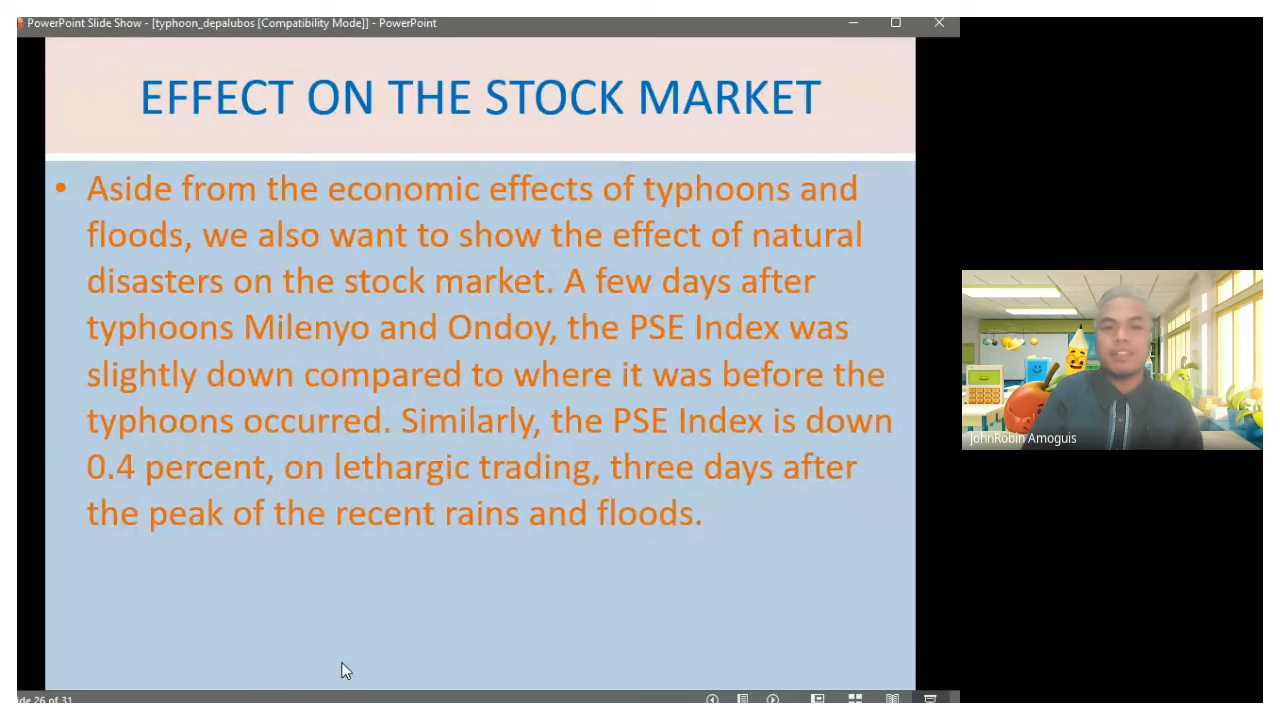 PowerPoint Slide Show - [typhoon_depalubos [Compatibility Mode]] - PowerPoint
EFFECT ON THE STOCK MARKET
• Aside from the economic effects of typhoons and
floods, we also want to show the effect of natural
disasters on the stock market. A few days after
typhoons Milenyo and Ondoy, the PSE Index was
slightly down compared to where it was before the
typhoons occurred. Similarly, the PSE Index is down
0.4 percent, on lethargic trading, three days after
the peak of the recent rains and floods.
JohnRobin Amoguis
ide 26 of 31